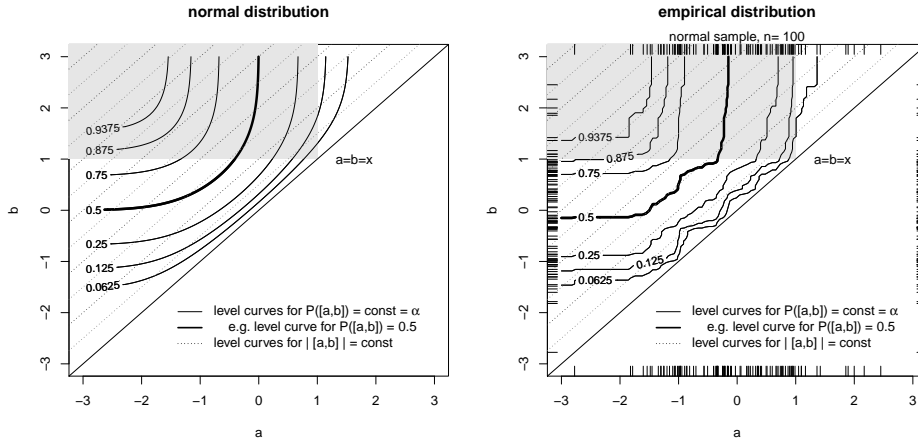 normal distribution
3
2
1
0
−1
−2
−3
b
0.9375
0.875
0.75
0.5
0.25
0.125
0.0625
a=b=x
level curves for P([a,b]) = const = α
e.g. level curve for P([a,b]) = 0.5
level curves for | [a,b] | = const
−3 −2 −1 0 1 2 3
a
empirical distribution
normal sample, n= 100
3
2
1
0
−1
−2
−3
b
0.9375
0.875
0.75
0.5
0.25
0.125
0.0625
a=b=x
level curves for P([a,b]) = const = α
e.g. level curve for P([a,b]) = 0.5
level curves for | [a,b] | = const
−3 −2 −1 0 1 2 3
a